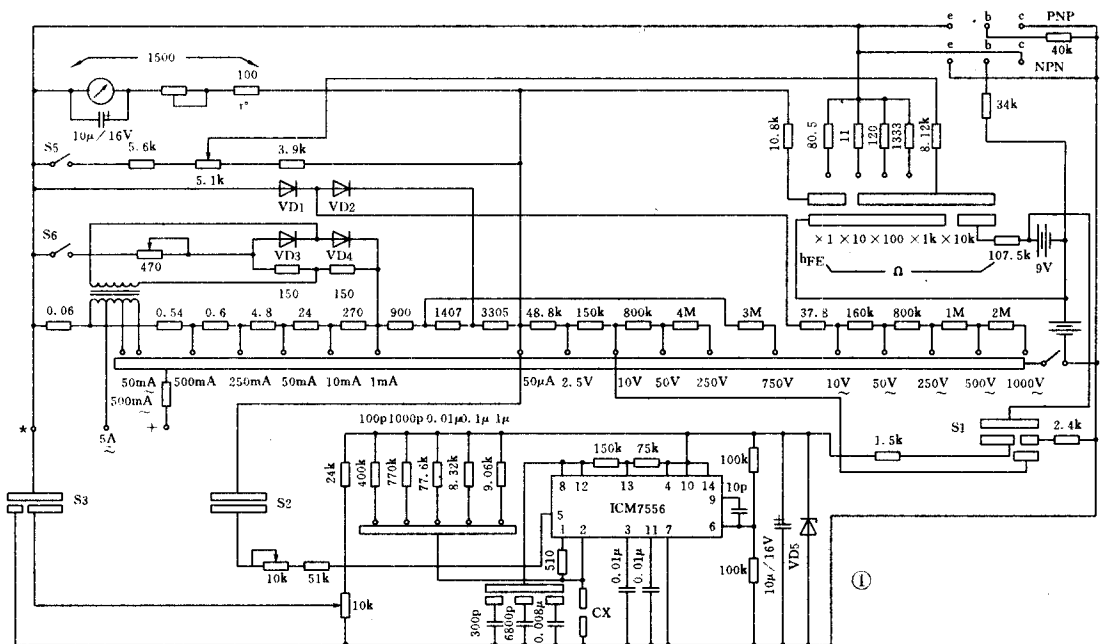 e b c PNP
40k
e b c
NPN
1500
100
r°
10μ/16V
34k
10.8k
80.5
11
120
1333
8.12k
S5
5.6k
5.1k
3.9k
VD1
VD2
S6
470
VD3
VD4
150
150
×1 ×10 ×100 ×1k ×10k
hFE
Ω
107.5k
9V
0.06
0.54
0.6
4.8
24
270
900
1407
3305
48.8k
150k
800k
4M
3M
37.8
160k
800k
1M
2M
50mA
~
500mA
250mA
50mA
10mA
1mA
50μA
2.5V
10V
50V
250V
750V
10V
~
50V
~
250V
~
500V
~
1000V
~
500mA
~
*
5A
~
+
S1
2.4k
1.5k
100p 1000p 0.01μ 0.1μ 1μ
24k
400k
770k
77.6k
8.32k
9.06k
150k
75k
100k
8 12 13 4 10 14
ICM7556
9
6
10p
5
1 2 3 11 7
S3
S2
510
0.01μ
0.01μ
100k
10μ/16V
VD5
10k
51k
10k
300p
6800p
0.008μ
CX
①